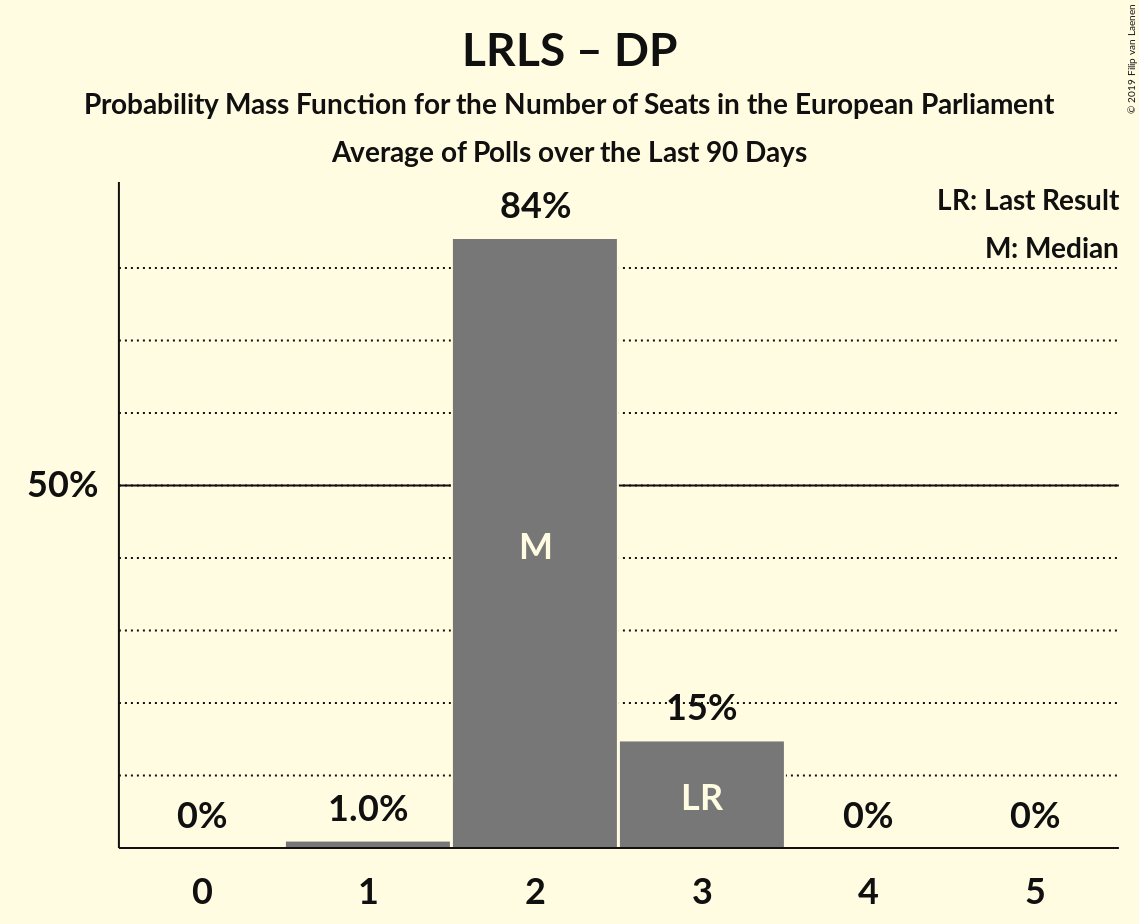 LRLS – DP
Probability Mass Function for the Number of Seats in the European Parliament
Average of Polls over the Last 90 Days
© 2019 Filip van Laenen
LR: Last Result
M: Median
84%
50%
M
15%
LR
0%
1.0%
0%
0%
0
1
2
3
4
5